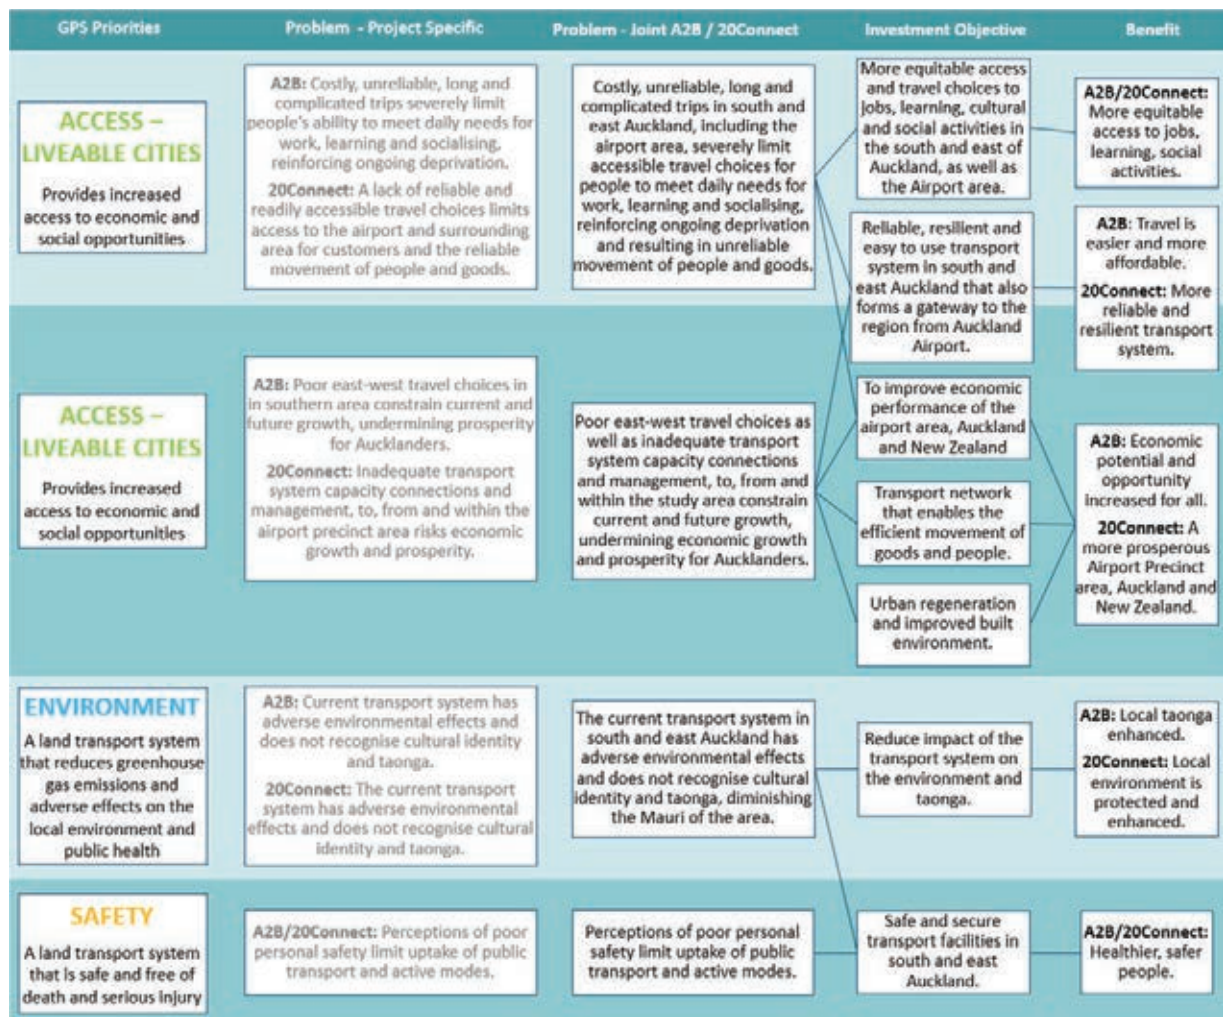 GPS Priorities
Problem - Project Specific
Problem - Joint A2B / 20Connect
Investment Objective
Benefit
ACCESS –
LIVEABLE CITIES
Provides increased
access to economic and
social opportunities
A2B: Costly, unreliable, long and
complicated trips severely limit
people's ability to meet daily needs for
work, learning and socialising,
reinforcing ongoing deprivation.
20Connect: A lack of reliable and
readily accessible travel choices limits
access to the airport and surrounding
area for customers and the reliable
movement of people and goods.
Costly, unreliable, long and
complicated trips in south and
east Auckland, including the
airport area, severely limit
accessible travel choices for
people to meet daily needs for
work, learning and socialising,
reinforcing ongoing deprivation
and resulting in unreliable
movement of people and goods.
More equitable access
and travel choices to
jobs, learning, cultural
and social activities in
the south and east of
Auckland, as well as
the Airport area.
A2B/20Connect:
More equitable
access to jobs,
learning, social
activities.
Reliable, resilient and
easy to use transport
system in south and
east Auckland that also
forms a gateway to the
region from Auckland
Airport.
A2B: Travel is
easier and more
affordable.
20Connect: More
reliable and
resilient transport
system.
ACCESS –
LIVEABLE CITIES
Provides increased
access to economic and
social opportunities
A2B: Poor east-west travel choices in
in southern area constrain current and
future growth, undermining prosperity
for Aucklanders.
20Connect: Inadequate transport
system capacity connections and
management, to, from and within the
airport precinct area risks economic
growth and prosperity.
Poor east-west travel choices as
well as inadequate transport
system capacity connections
and management, to, from and
within the study area constrain
current and future growth,
undermining economic growth
and prosperity for Aucklanders.
To improve economic
performance of the
airport area, Auckland
and New Zealand
Transport network
that enables the
efficient movement of
goods and people.
Urban regeneration
and improved built
environment.
A2B: Economic
potential and
opportunity
increased for all.
20Connect: A
more prosperous
Airport Precinct
area, Auckland and
New Zealand.
ENVIRONMENT
A land transport system
that reduces greenhouse
gas emissions and
adverse effects on the
local environment and
public health
A2B: Current transport system has
adverse environmental effects and
does not recognise cultural identity
and taonga.
20Connect: The current transport
system has adverse environmental
effects and does not recognise cultural
identity and taonga.
The current transport system in
south and east Auckland has
adverse environmental effects
and does not recognise cultural
identity and taonga, diminishing
the Mauri of the area.
Reduce impact of the
transport system on
the environment and
taonga.
A2B: Local taonga
enhanced.
20Connect: Local
environment is
protected and
enhanced.
SAFETY
A land transport system
that is safe and free of
death and serious injury
A2B/20Connect: Perceptions of poor
personal safety limit uptake of public
transport and active modes.
Perceptions of poor personal
safety limit uptake of public
transport and active modes.
Safe and secure
transport facilities in
south and east
Auckland.
A2B/20Connect:
Healthier, safer
people.